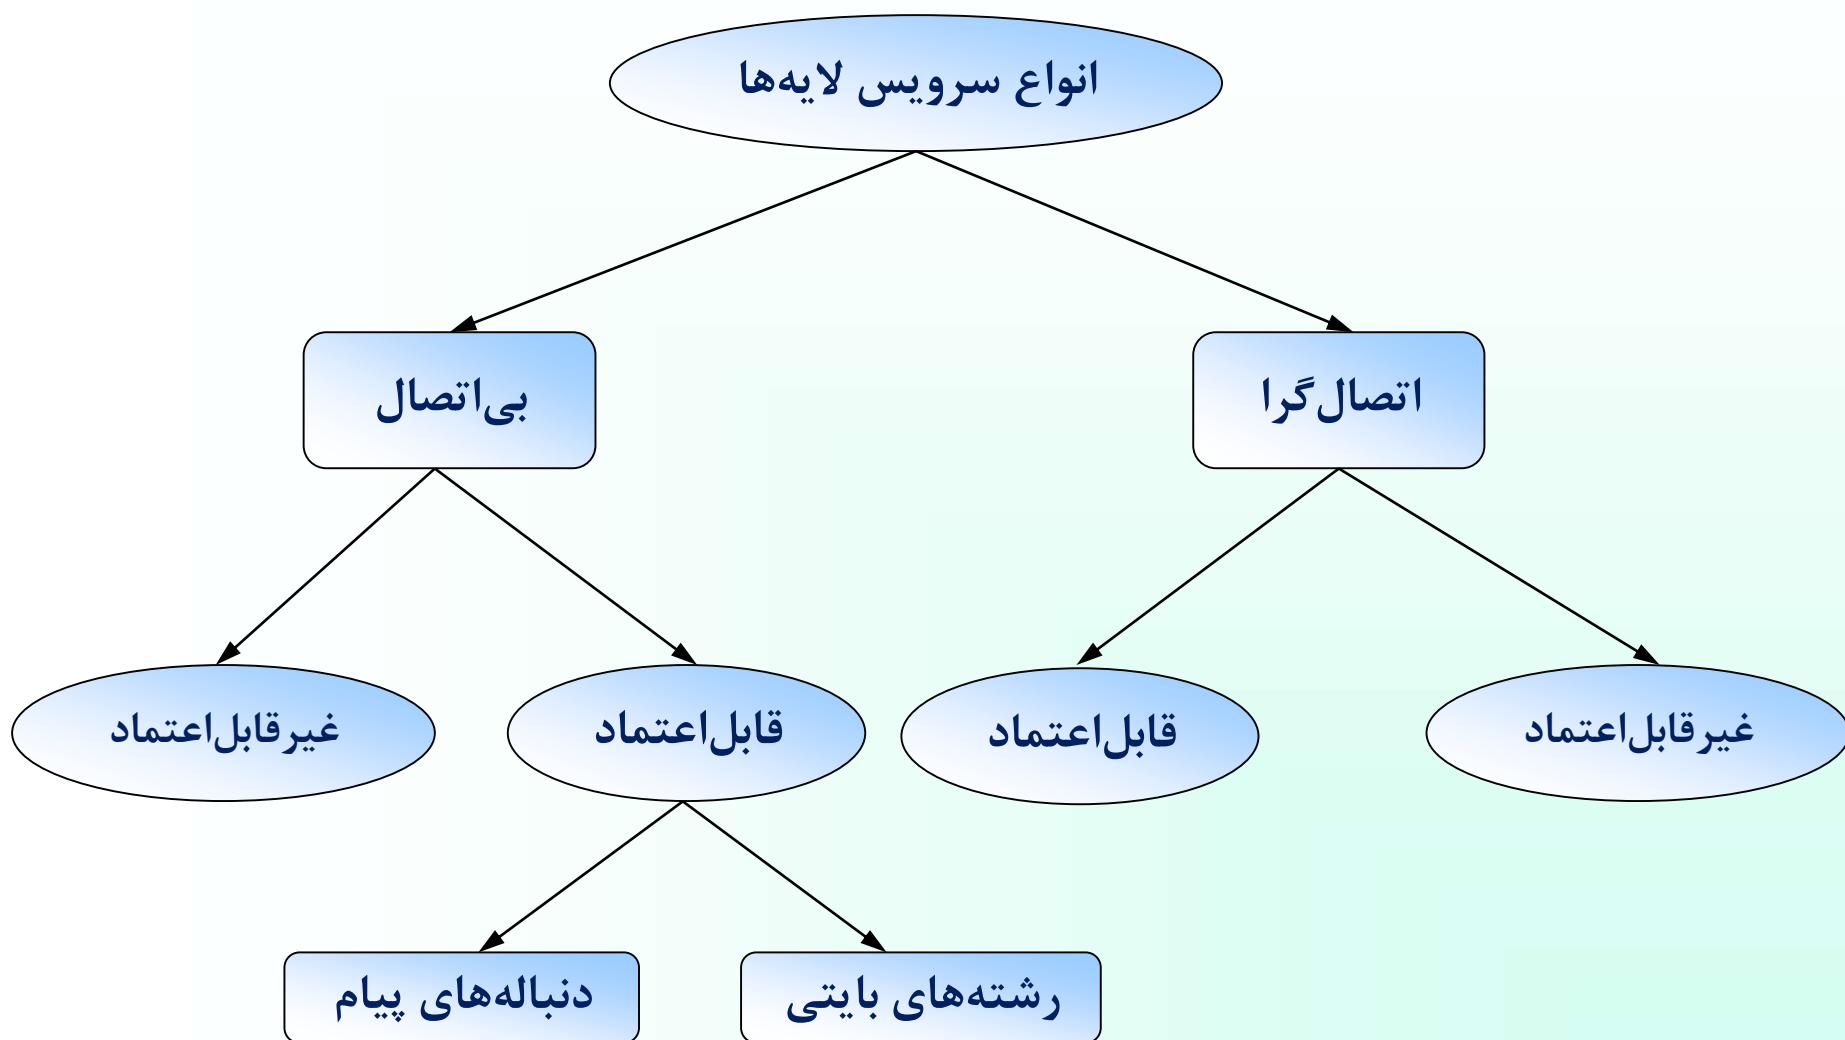 انواع سرویس لایه‌ها
اتصال‌گرا
بی‌اتصال
غیرقابل‌اعتماد
قابل‌اعتماد
قابل‌اعتماد
غیرقابل‌اعتماد
رشته‌های بایتی
دنباله‌های پیام